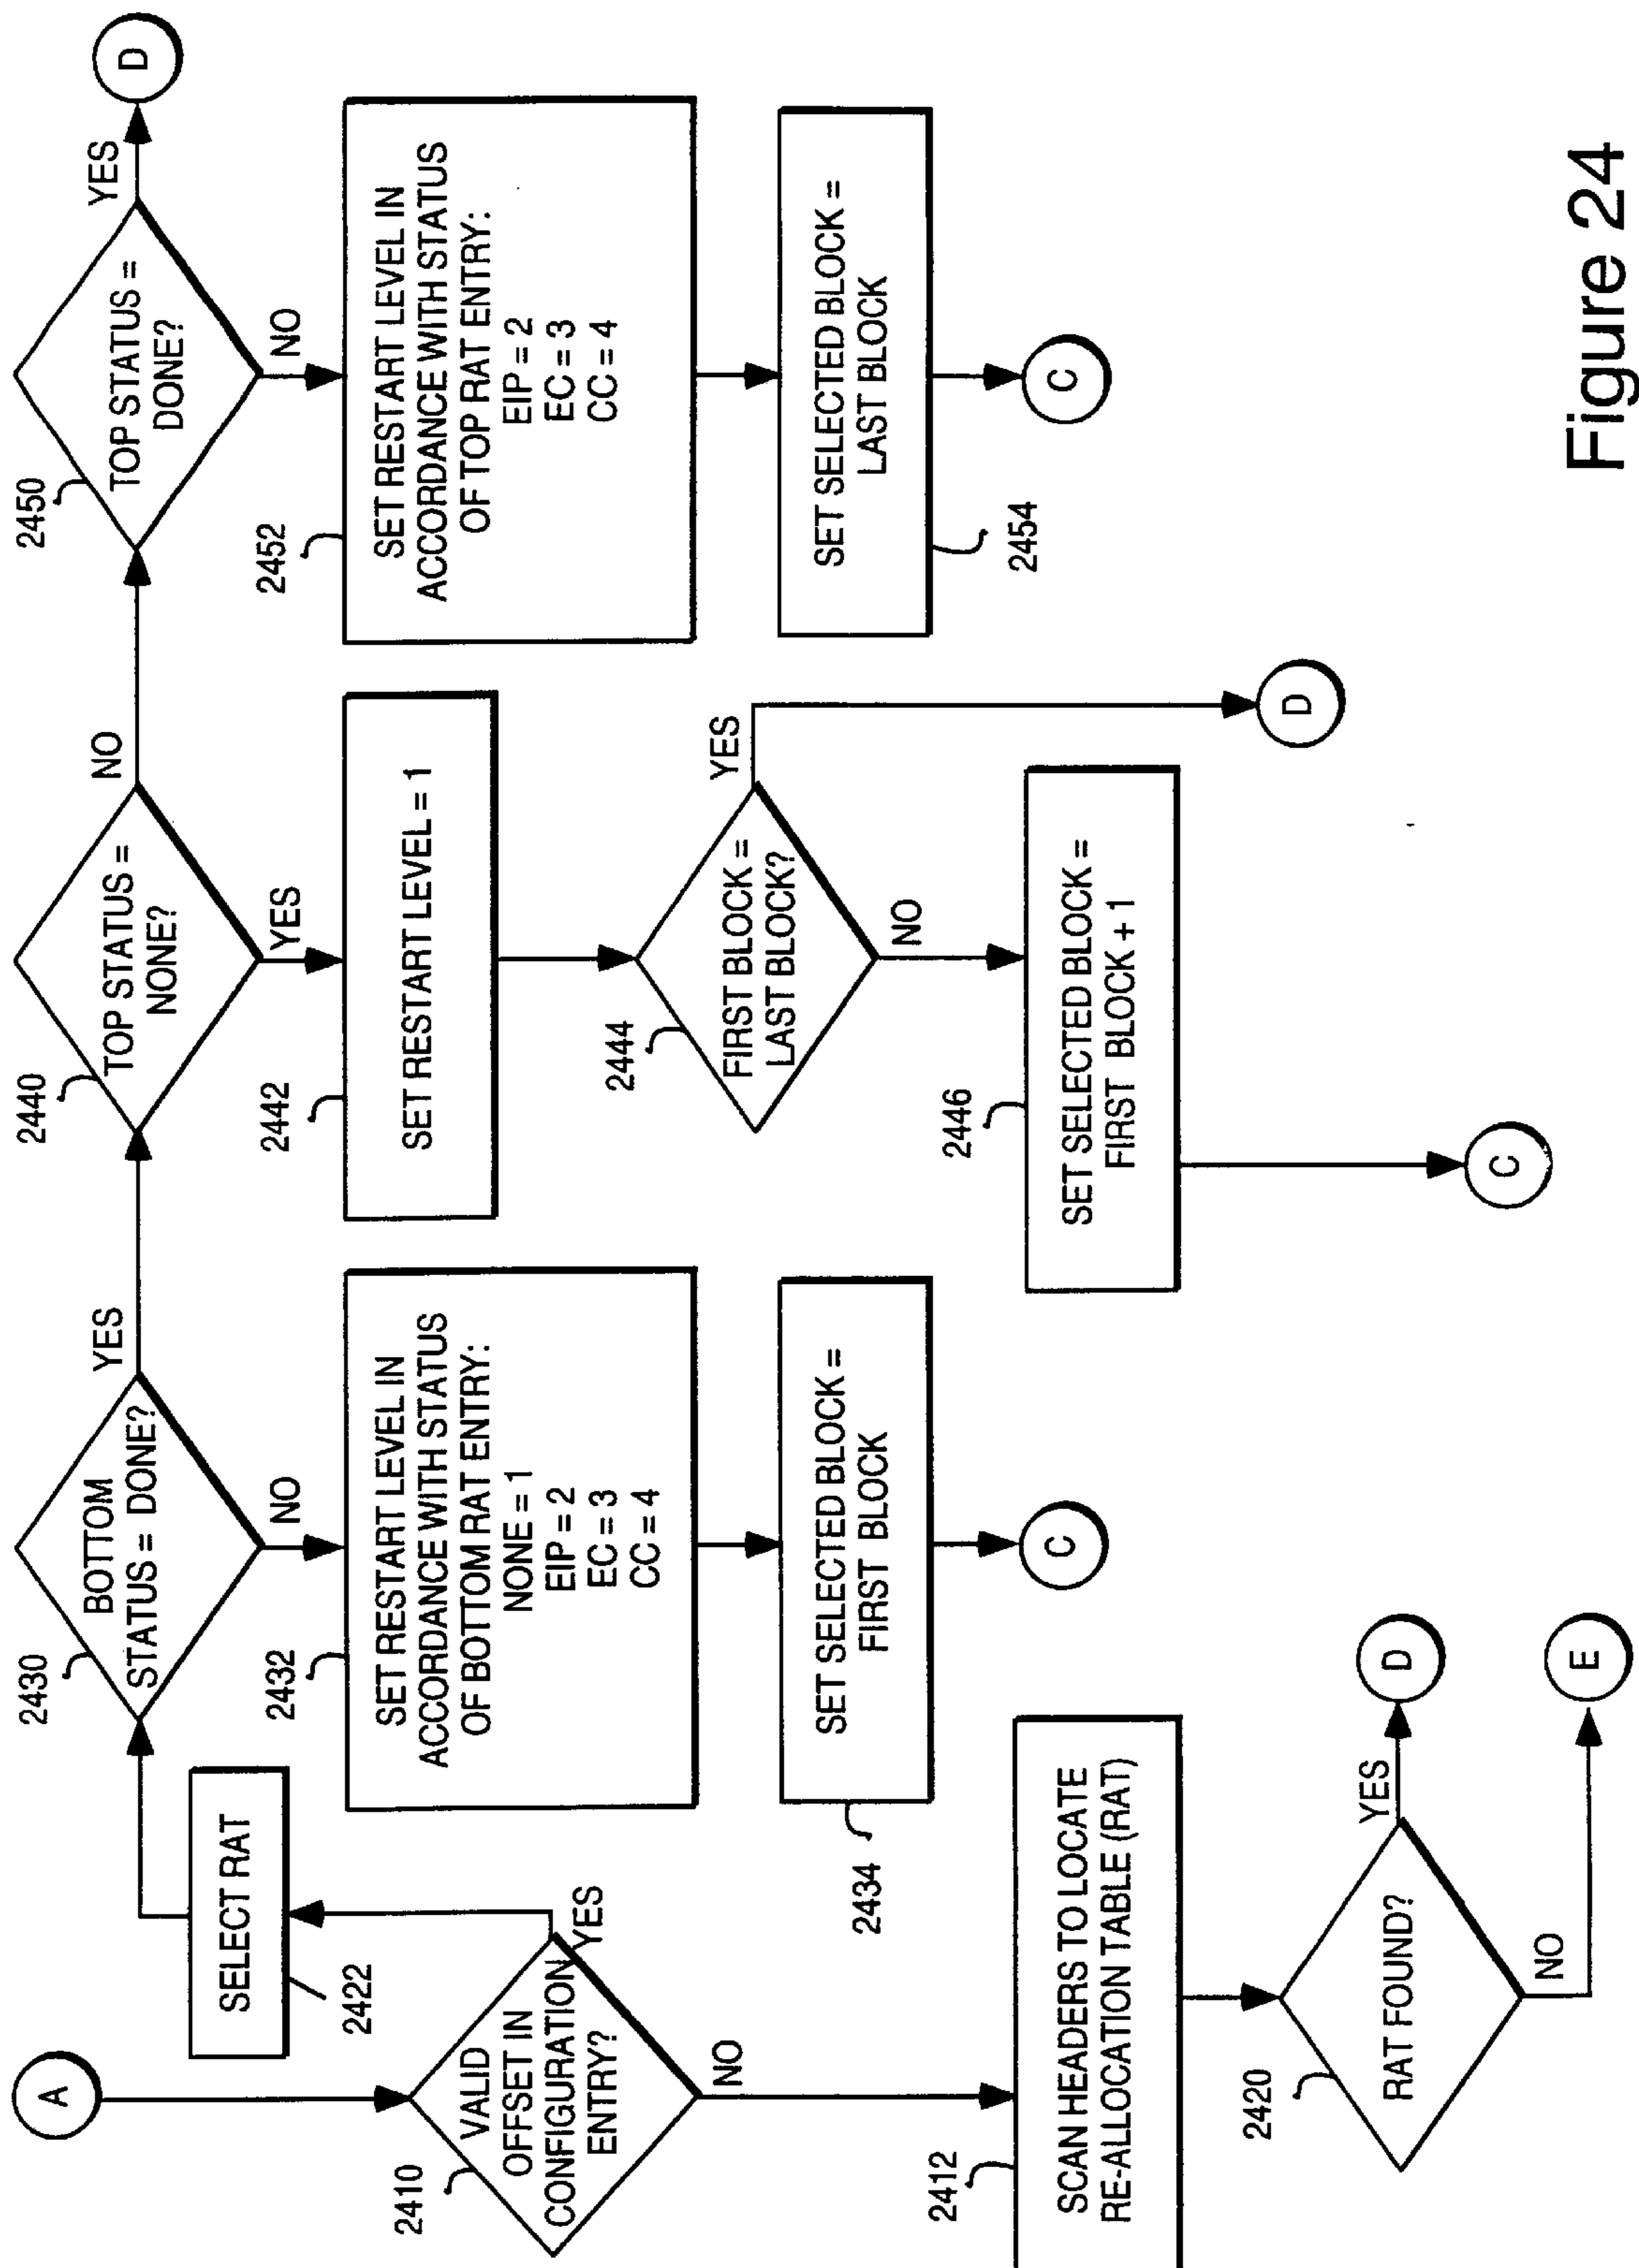 A
2410
VALID
OFFSET IN
CONFIGURATION
ENTRY?
YES
NO
SELECT RAT
2422
2412
SCAN HEADERS TO LOCATE
RE-ALLOCATION TABLE (RAT)
2420
RAT FOUND?
YES
D
NO
E
2430
BOTTOM
STATUS = DONE?
YES
NO
2432
SET RESTART LEVEL IN
ACCORDANCE WITH STATUS
OF BOTTOM RAT ENTRY:
NONE = 1
EIP = 2
EC = 3
CC = 4
SET SELECTED BLOCK =
FIRST BLOCK
2434
C
2440
TOP STATUS =
NONE?
NO
YES
2442
SET RESTART LEVEL = 1
2444
FIRST BLOCK =
LAST BLOCK?
YES
D
NO
2446
SET SELECTED BLOCK =
FIRST BLOCK + 1
C
2450
TOP STATUS =
DONE?
YES
D
NO
2452
SET RESTART LEVEL IN
ACCORDANCE WITH STATUS
OF TOP RAT ENTRY:
EIP = 2
EC = 3
CC = 4
SET SELECTED BLOCK =
LAST BLOCK
2454
C
Figure 24